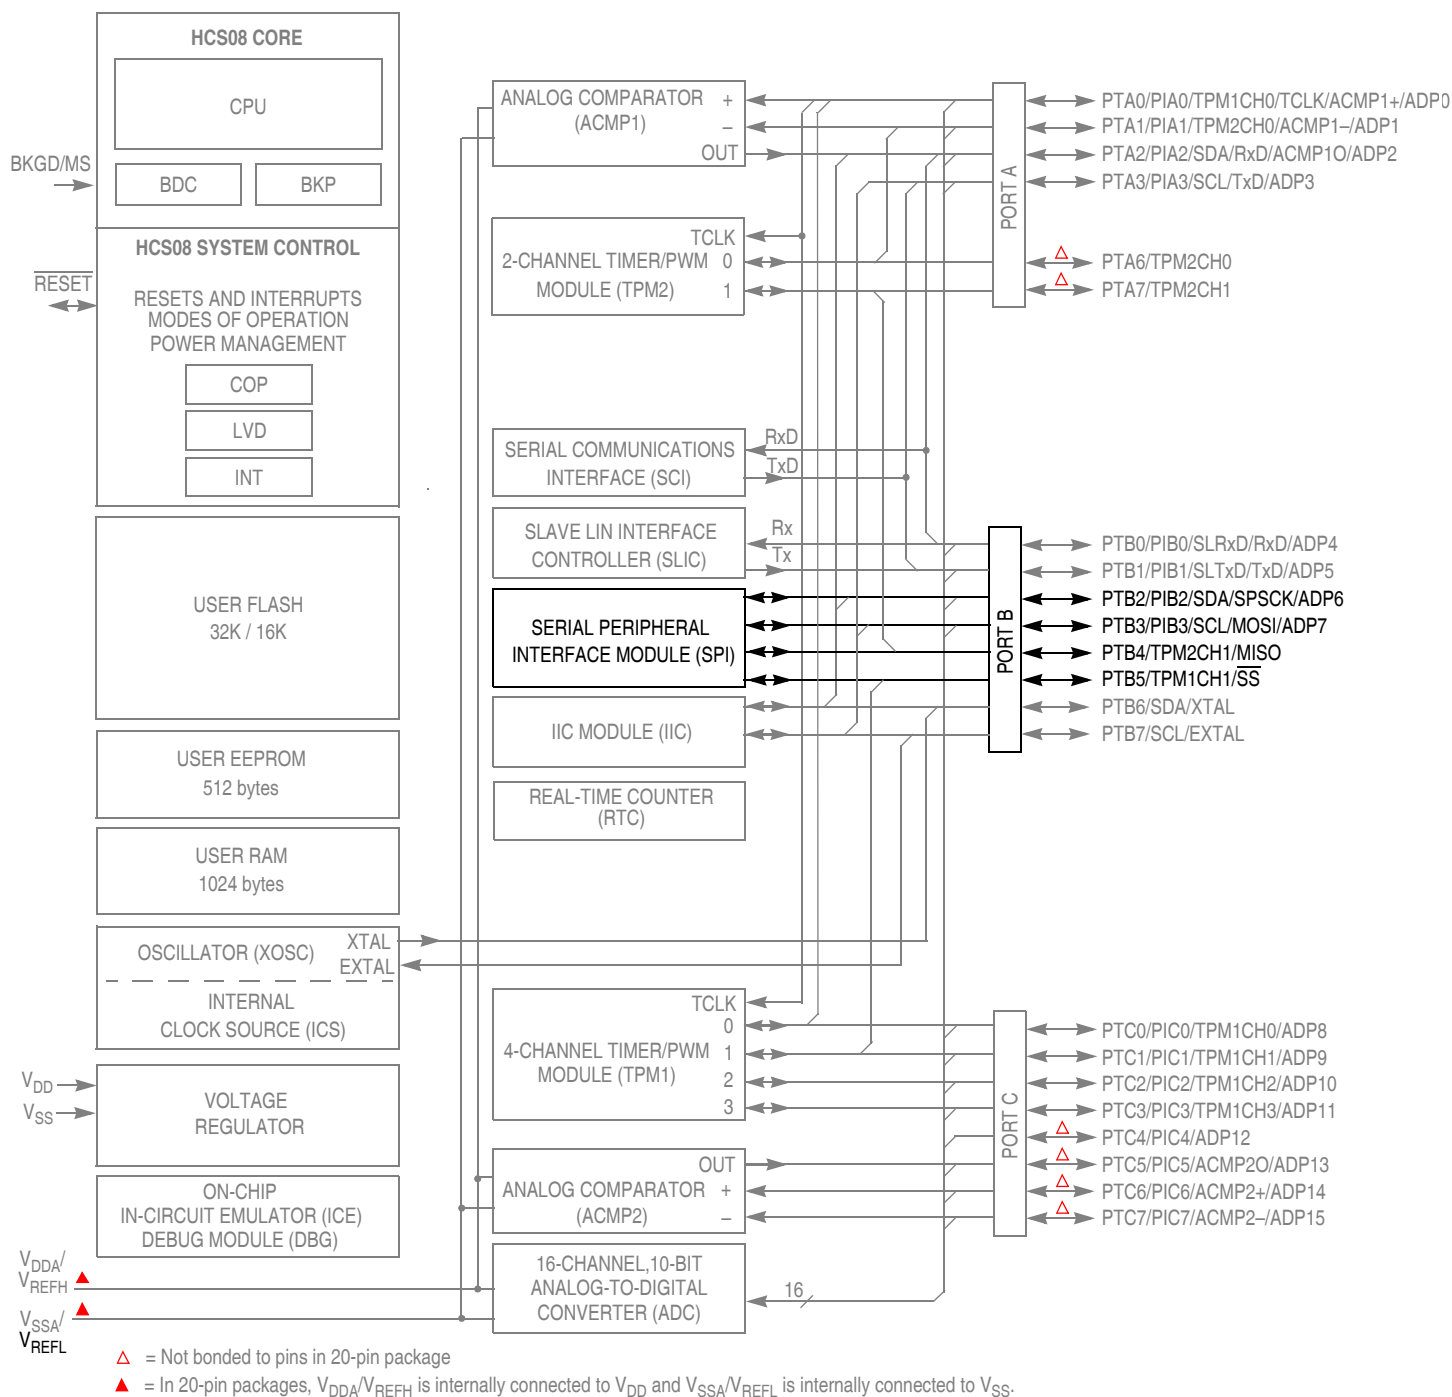 HCS08 CORE
CPU
BDC
BKP
BKGD/MS
HCS08 SYSTEM CONTROL
RESET
RESETS AND INTERRUPTS
MODES OF OPERATION
POWER MANAGEMENT
COP
LVD
INT
USER FLASH
32K / 16K
USER EEPROM
512 bytes
USER RAM
1024 bytes
OSCILLATOR (XOSC)
XTAL
EXTAL
INTERNAL
CLOCK SOURCE (ICS)
VDD
VSS
VOLTAGE
REGULATOR
ON-CHIP
IN-CIRCUIT EMULATOR (ICE)
DEBUG MODULE (DBG)
VDDA/
VREFH
VSSA/
VREFL
ANALOG COMPARATOR +
(ACMP1)
–
OUT
TCLK
2-CHANNEL TIMER/PWM 0
MODULE (TPM2) 1
SERIAL COMMUNICATIONS
INTERFACE (SCI)
RxD
TxD
SLAVE LIN INTERFACE
CONTROLLER (SLIC)
Rx
Tx
SERIAL PERIPHERAL
INTERFACE MODULE (SPI)
IIC MODULE (IIC)
REAL-TIME COUNTER
(RTC)
TCLK
0
4-CHANNEL TIMER/PWM 1
MODULE (TPM1)
2
3
OUT
ANALOG COMPARATOR +
(ACMP2)
–
16-CHANNEL,10-BIT
ANALOG-TO-DIGITAL
CONVERTER (ADC)
16
PORT A
PTA0/PIA0/TPM1CH0/TCLK/ACMP1+/ADP0
PTA1/PIA1/TPM2CH0/ACMP1–/ADP1
PTA2/PIA2/SDA/RxD/ACMP1O/ADP2
PTA3/PIA3/SCL/TxD/ADP3
PTA6/TPM2CH0
PTA7/TPM2CH1
PORT B
PTB0/PIB0/SLRxD/RxD/ADP4
PTB1/PIB1/SLTxD/TxD/ADP5
PTB2/PIB2/SDA/SPSCK/ADP6
PTB3/PIB3/SCL/MOSI/ADP7
PTB4/TPM2CH1/MISO
PTB5/TPM1CH1/SS
PTB6/SDA/XTAL
PTB7/SCL/EXTAL
PORT C
PTC0/PIC0/TPM1CH0/ADP8
PTC1/PIC1/TPM1CH1/ADP9
PTC2/PIC2/TPM1CH2/ADP10
PTC3/PIC3/TPM1CH3/ADP11
PTC4/PIC4/ADP12
PTC5/PIC5/ACMP2O/ADP13
PTC6/PIC6/ACMP2+/ADP14
PTC7/PIC7/ACMP2–/ADP15
△ = Not bonded to pins in 20-pin package
▲ = In 20-pin packages, VDDA/VREFH is internally connected to VDD and VSSA/VREFL is internally connected to VSS.